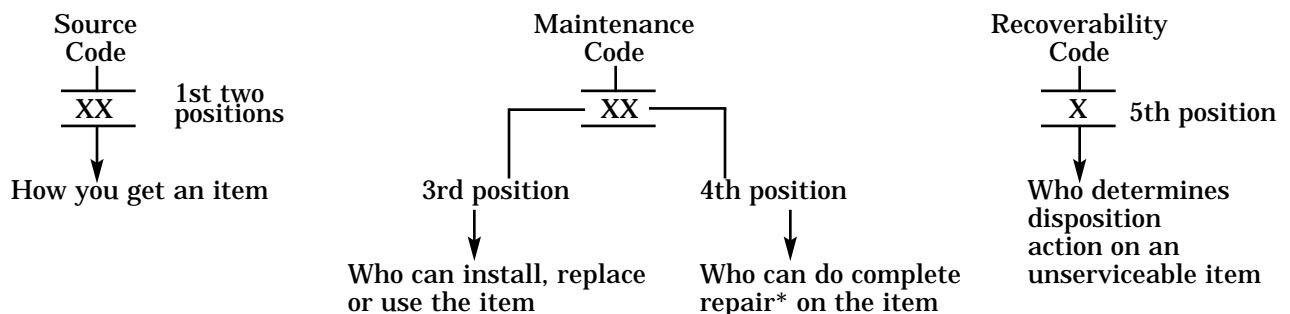 Source
Code
XX
1st two
positions
How you get an item
Maintenance
Code
XX
3rd position
Who can install, replace
or use the item
4th position
Who can do complete
repair* on the item
Recoverability
Code
X
5th position
Who determines
disposition
action on an
unserviceable item